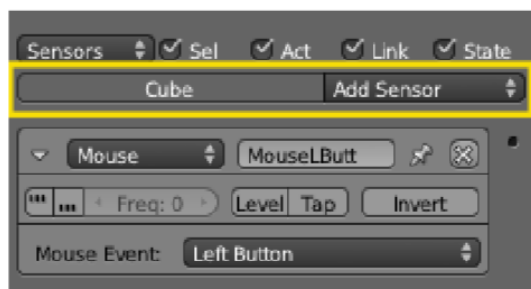 Sensors Sel Act Link State
Cube Add Sensor
Mouse MouseLButt
Freq: 0 Level Tap Invert
Mouse Event: Left Button